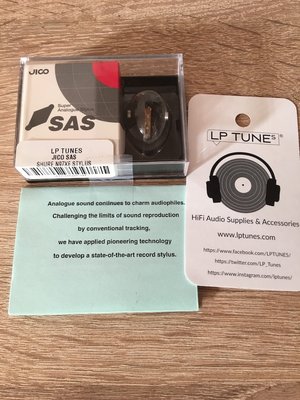 JICO
Super
Analogue Stylus
SAS
LP TUNES
JICO SAS
SHURE N97XE STYLUS
Analogue sound continues to charm audiophiles.
Challenging the limits of sound reproduction
by conventional tracking,
we have applied pioneering technology
to develop a state-of-the-art record stylus.
LP TUNEs
HiFi Audio Supplies & Accessories
www.lptunes.com
https://www.facebook.com/LPTUNES/
https://twitter.com/LP_Tunes
https://www.instagram.com/lptunes/